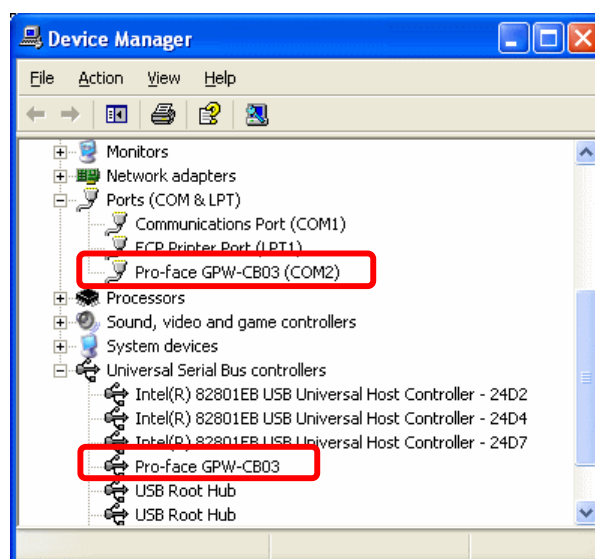 Device Manager
File Action View Help
Monitors
Network adapters
Ports (COM & LPT)
Communications Port (COM1)
ECP Printer Port (LPT1)
Pro-face GPW-CB03 (COM2)
Processors
Sound, video and game controllers
System devices
Universal Serial Bus controllers
Intel(R) 82801EB USB Universal Host Controller - 24D2
Intel(R) 82801EB USB Universal Host Controller - 24D4
Intel(R) 82801EB USB Universal Host Controller - 24D7
Pro-face GPW-CB03
USB Root Hub
USB Root Hub